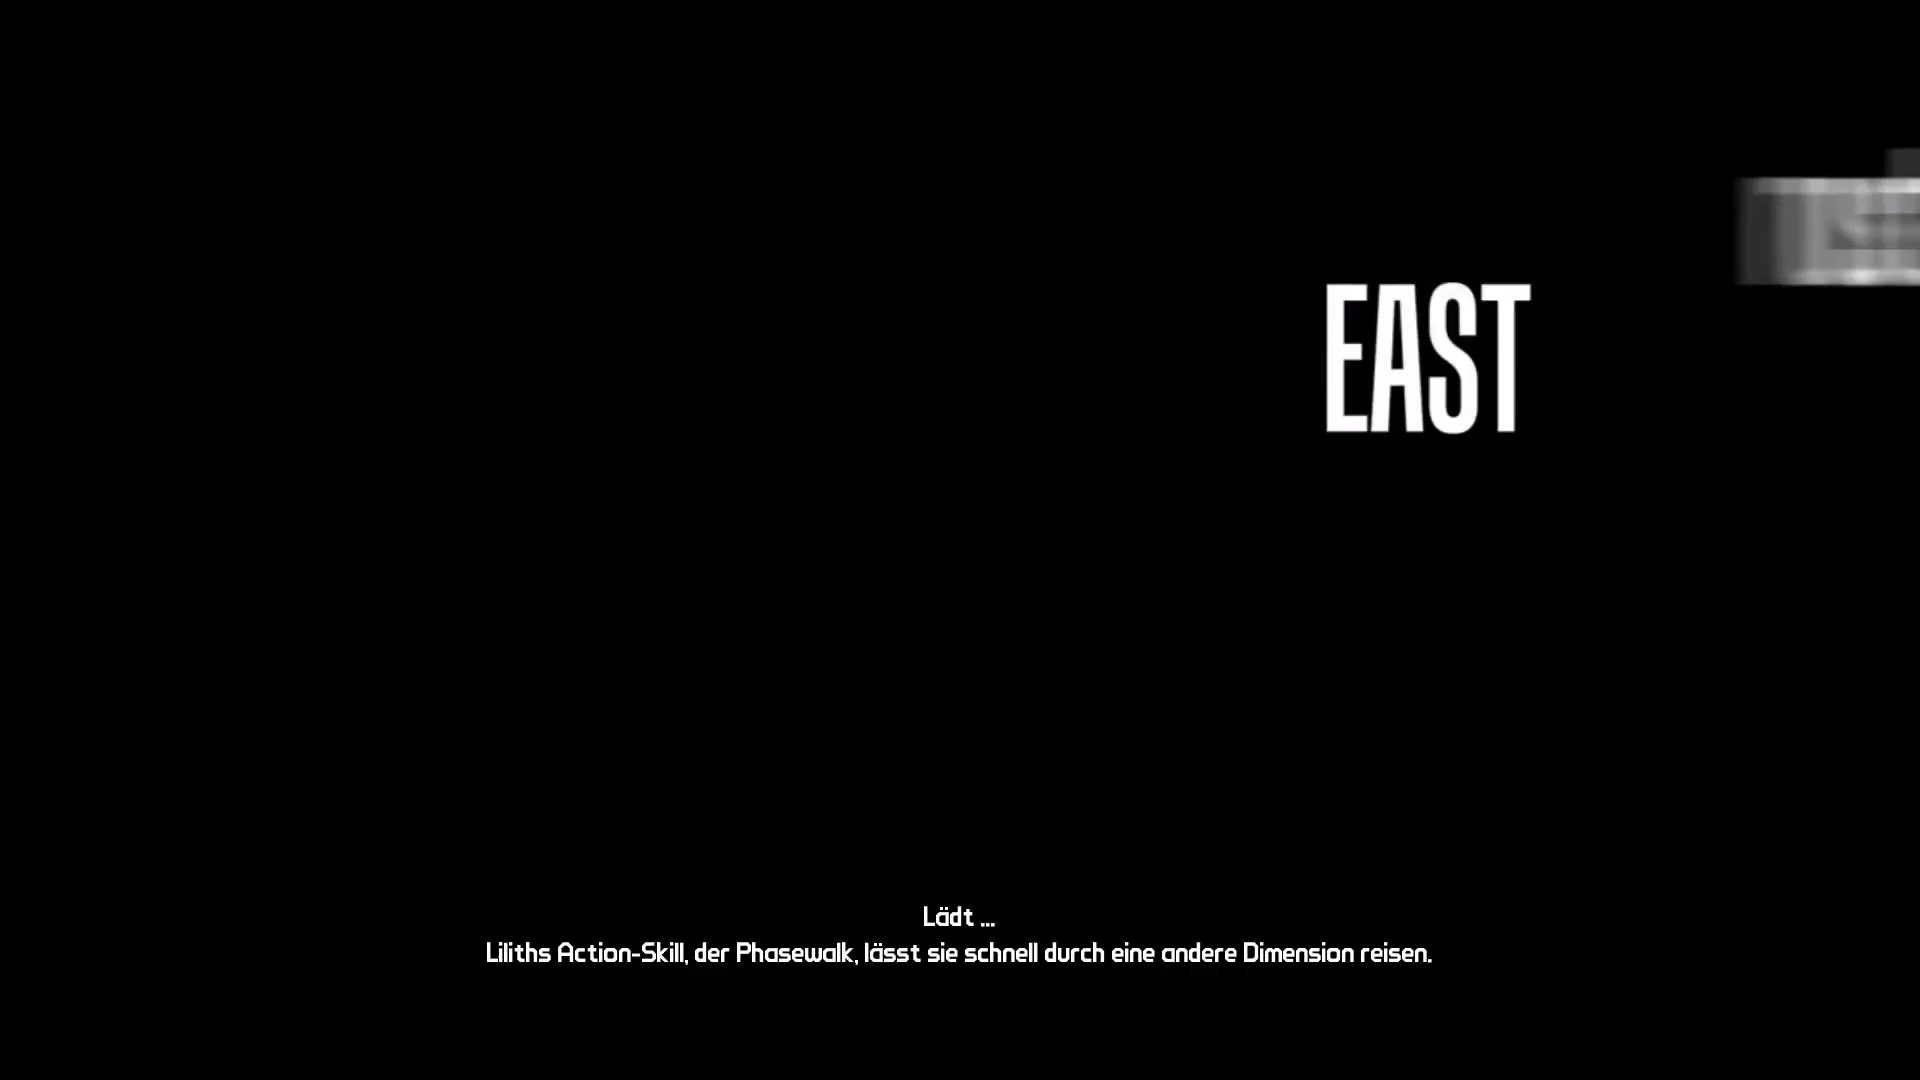 EAST
Lädt ...
Liliths Action-Skill, der Phasewalk, lässt sie schnell durch eine andere Dimension reisen.